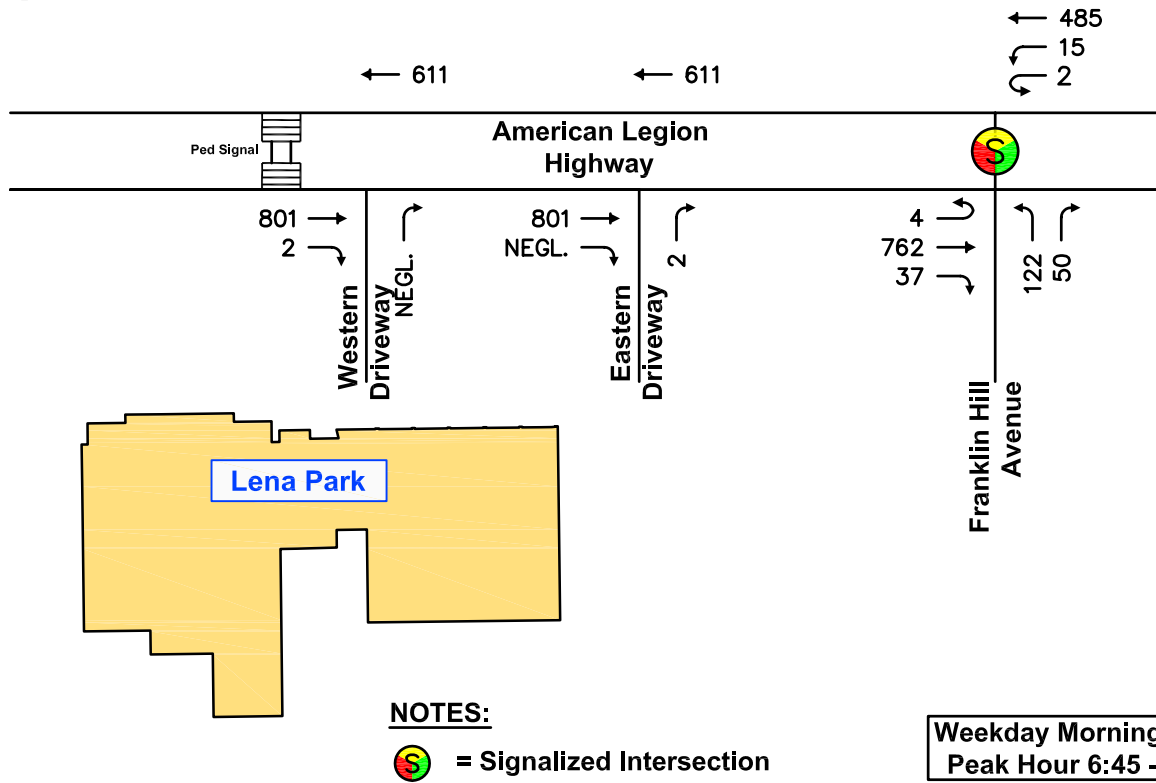 485
15
2
611
611
American Legion
Highway
Ped Signal
S
801
2
NEGL.
801
NEGL.
2
4
762
37
122
50
Western
Driveway
Eastern
Driveway
Franklin Hill
Avenue
Lena Park
NOTES:
S = Signalized Intersection
Weekday Morning
Peak Hour 6:45 -